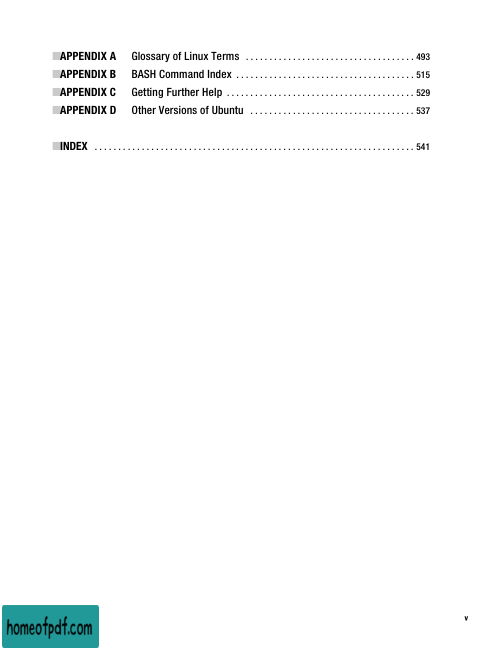 APPENDIX A Glossary of Linux Terms ................................... 493
APPENDIX B BASH Command Index ..................................... 515
APPENDIX C Getting Further Help ....................................... 529
APPENDIX D Other Versions of Ubuntu .................................. 537
INDEX .................................................................... 541
v
homeofpdf.com